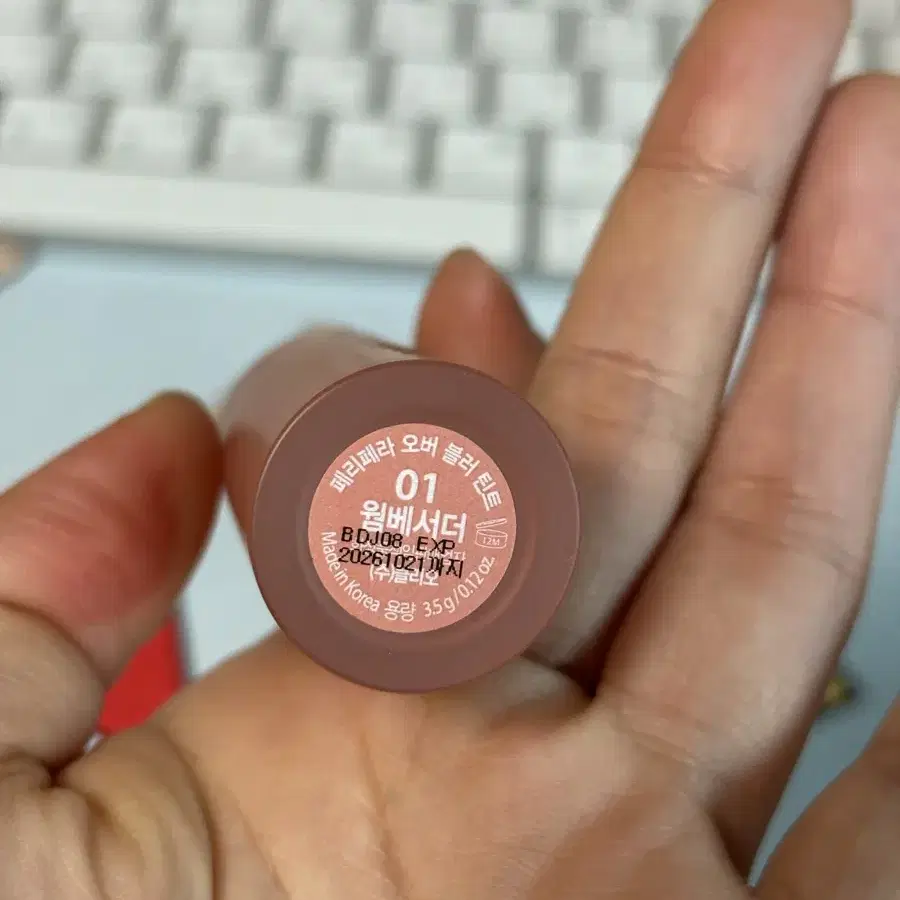 페리페라 오버 블러 틴트
01
웜베서더
12M
BDJ08 EXP
20261021까지
(주)클리오
Made in Korea 용량 3.5g/0.12 oz